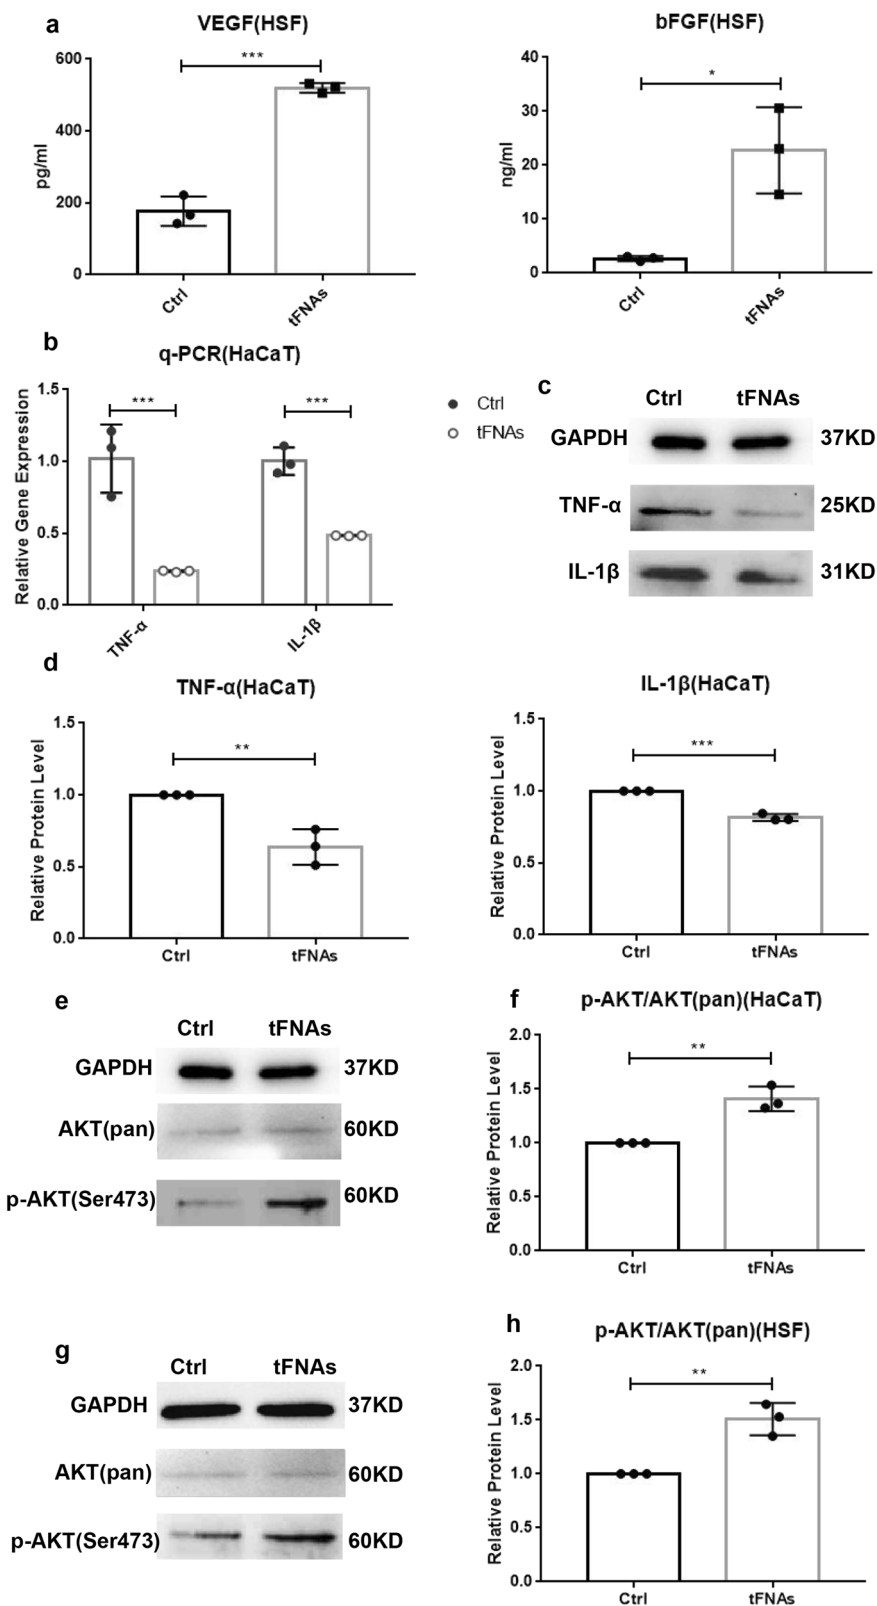 a
VEGF(HSF)
***
pg/ml
600
400
200
0
Ctrl
tFNAs
bFGF(HSF)
*
ng/ml
40
30
20
10
0
Ctrl
tFNAs
b
q-PCR(HaCaT)
***
***
Relative Gene Expression
1.5
1.0
0.5
0.0
TNF-α
IL-1β
Ctrl
tFNAs
c
Ctrl tFNAs
GAPDH 37KD
TNF-α 25KD
IL-1β 31KD
d
TNF-α(HaCaT)
**
Relative Protein Level
1.5
1.0
0.5
0.0
Ctrl
tFNAs
IL-1β(HaCaT)
***
Relative Protein Level
1.5
1.0
0.5
0.0
Ctrl
tFNAs
e
Ctrl tFNAs
GAPDH 37KD
AKT(pan) 60KD
p-AKT(Ser473) 60KD
f
p-AKT/AKT(pan)(HaCaT)
**
Relative Protein Level
2.0
1.5
1.0
0.5
0.0
Ctrl
tFNAs
g
Ctrl tFNAs
GAPDH 37KD
AKT(pan) 60KD
p-AKT(Ser473) 60KD
h
p-AKT/AKT(pan)(HSF)
**
Relative Protein Level
2.0
1.5
1.0
0.5
0.0
Ctrl
tFNAs